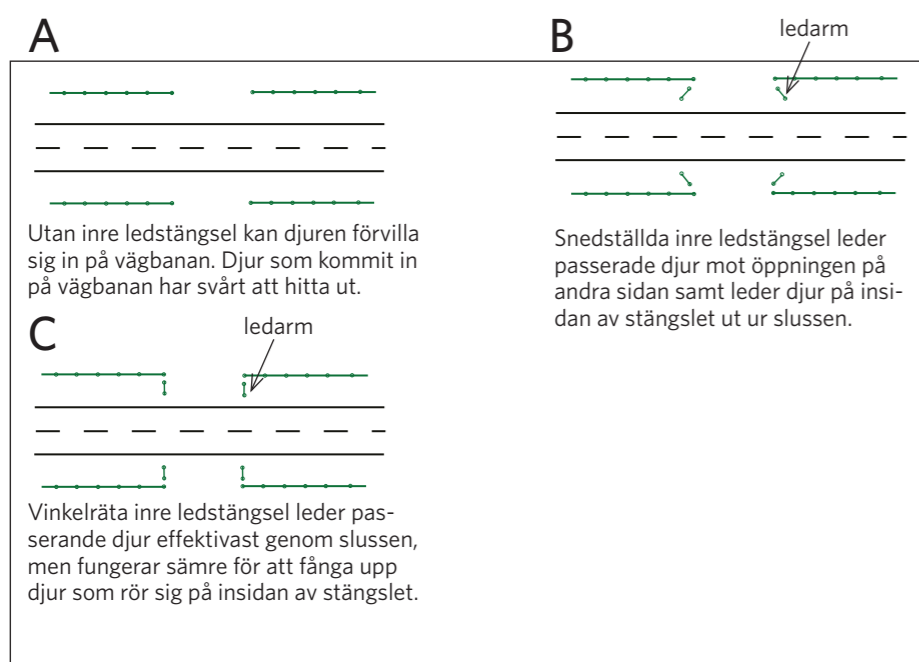 A
Utan inre ledstängsel kan djuren förvilla
sig in på vägbanan. Djur som kommit in
på vägbanan har svårt att hitta ut.
B
ledarm
Snedställda inre ledstängsel leder
passerade djur mot öppningen på
andra sidan samt leder djur på insi-
dan av stängslet ut ur slussen.
C
ledarm
Vinkelräta inre ledstängsel leder pas-
serande djur effektivast genom slussen,
men fungerar sämre för att fånga upp
djur som rör sig på insidan av stängslet.